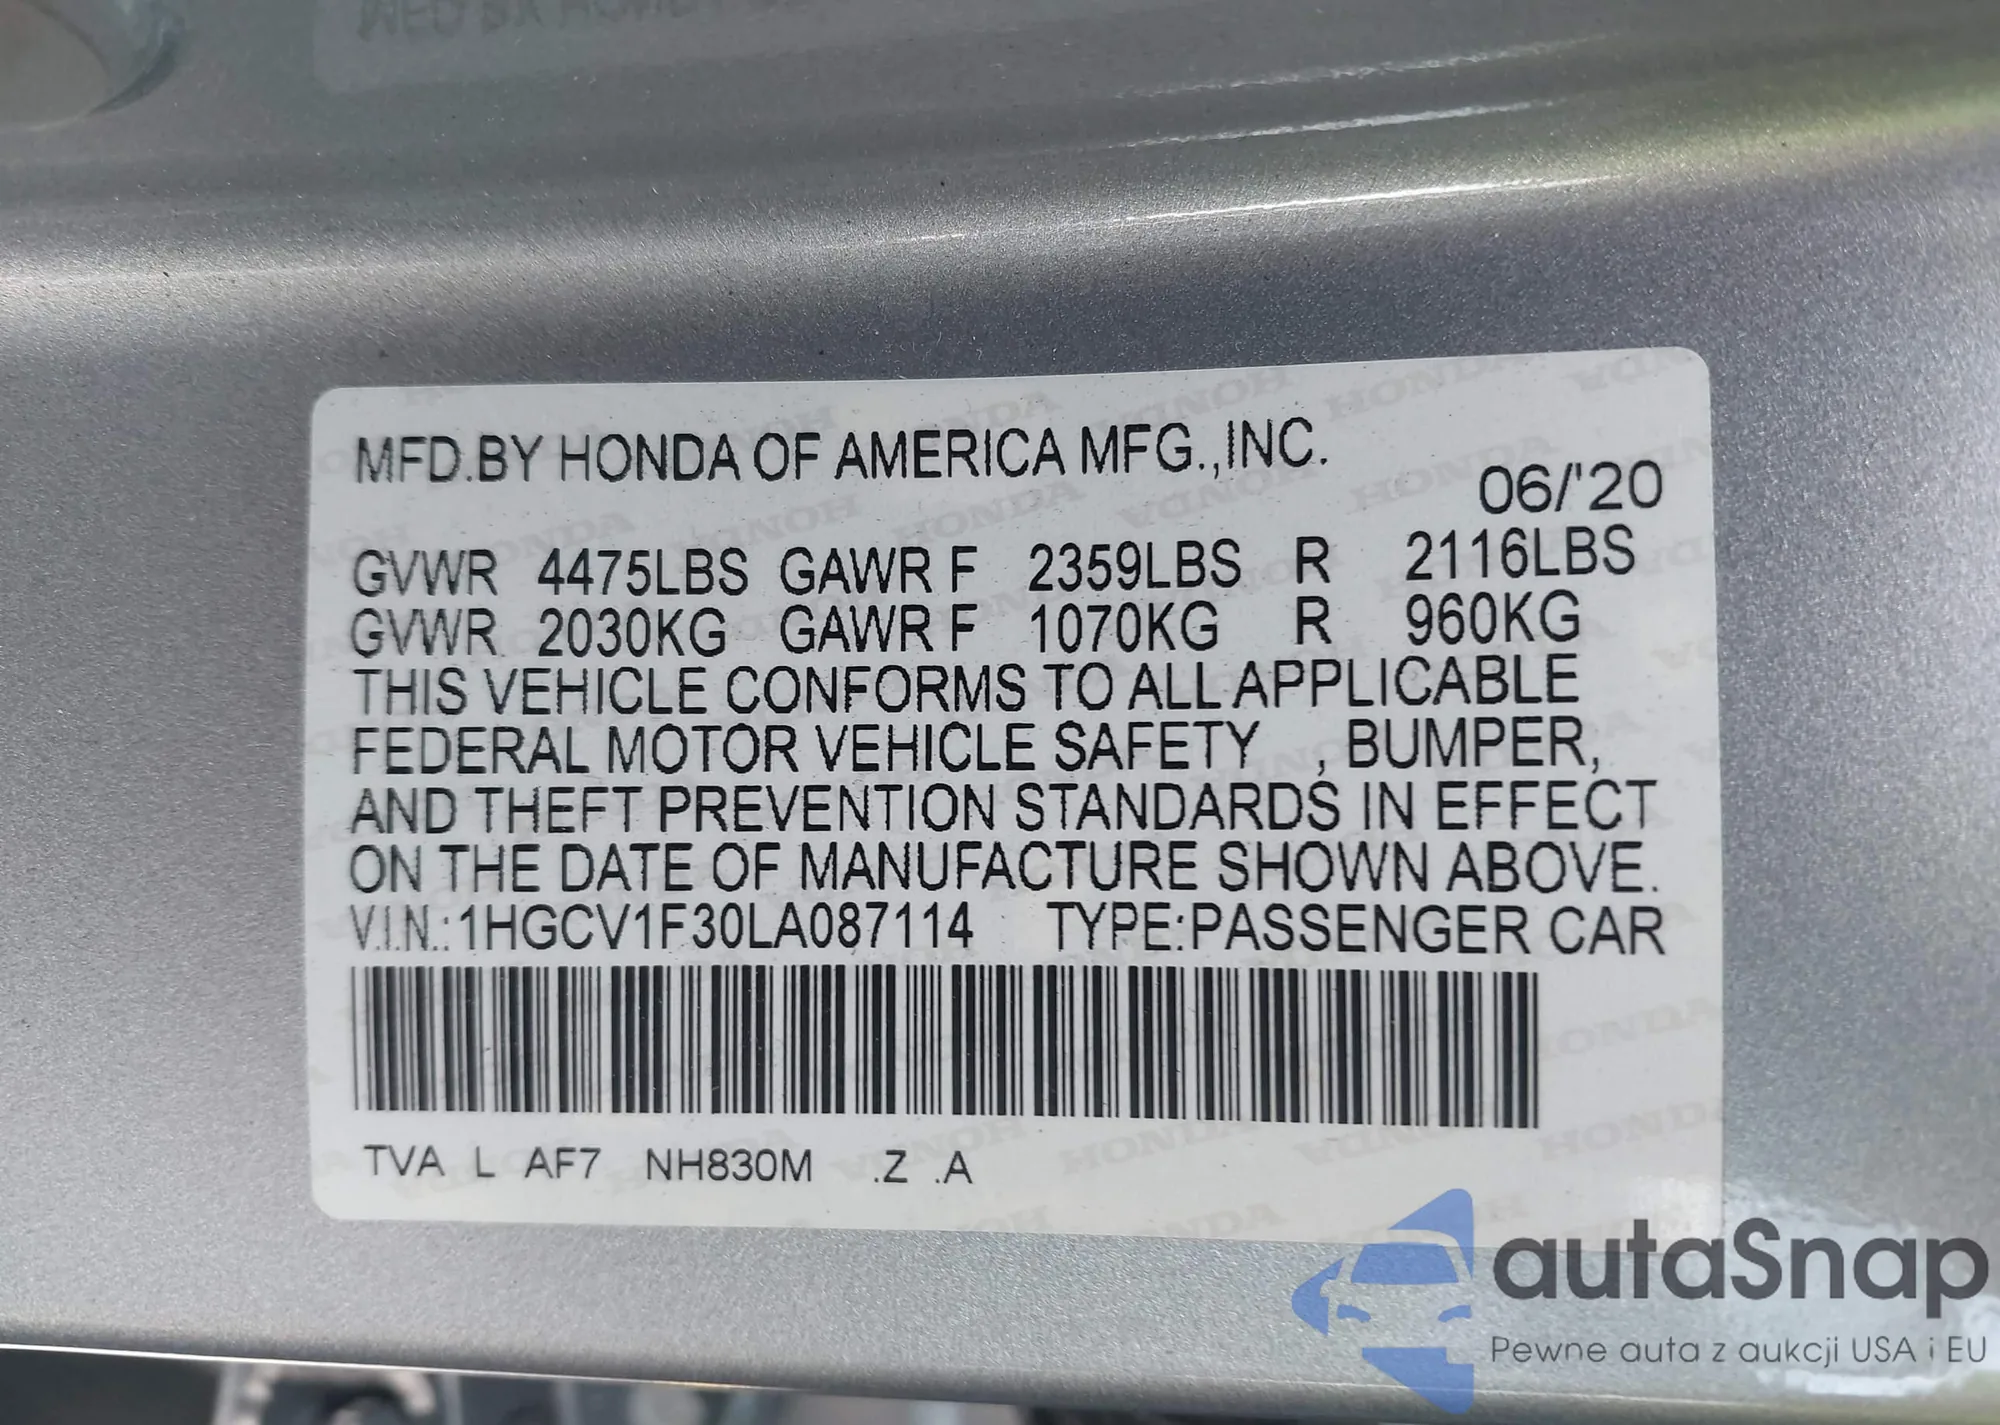 MFD.BY HONDA OF AMERICA MFG.,INC.
06/'20
GVWR 4475LBS GAWR F 2359LBS R 2116LBS
GVWR 2030KG GAWR F 1070KG R 960KG
THIS VEHICLE CONFORMS TO ALL APPLICABLE
FEDERAL MOTOR VEHICLE SAFETY , BUMPER,
AND THEFT PREVENTION STANDARDS IN EFFECT
ON THE DATE OF MANUFACTURE SHOWN ABOVE.
V.I.N.:1HGCV1F30LA087114 TYPE:PASSENGER CAR
TVA L AF7 NH830M .Z .A
autaSnap
Pewne auta z aukcji USA i EU